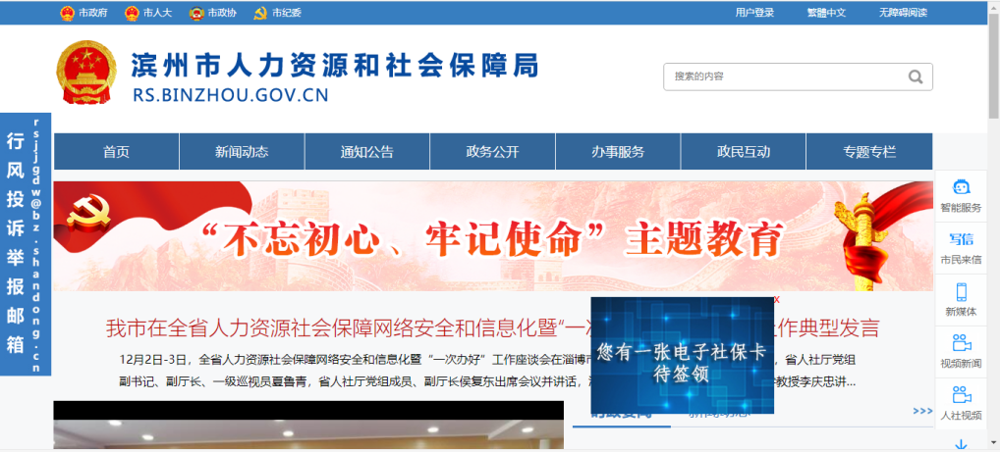 市政府 市人大 市政协 市纪委 用户登录 繁體中文 无障碍阅读
滨州市人力资源和社会保障局
RS.BINZHOU.GOV.CN
搜索的内容
行风投诉举报邮箱
rsjjjgdw@bz.shandong.cn
首页 新闻动态 通知公告 政务公开 办事服务 政民互动 专题专栏
“不忘初心、牢记使命”主题教育
智能服务
写信
市民来信
新媒体
视频新闻
人社视频
x
我市在全省人力资源社会保障网络安全和信息化暨“一 作典型发言
12月2日-3日，全省人力资源社会保障网络安全和信息化暨“一次办好”工作座谈会在淄博 ，省人社厅党组
副书记、副厅长、一级巡视员夏鲁青，省人社厅党组成员、副厅长侯复东出席会议并讲话， 教授李庆忠讲...
您有一张电子社保卡
待签领
>>>